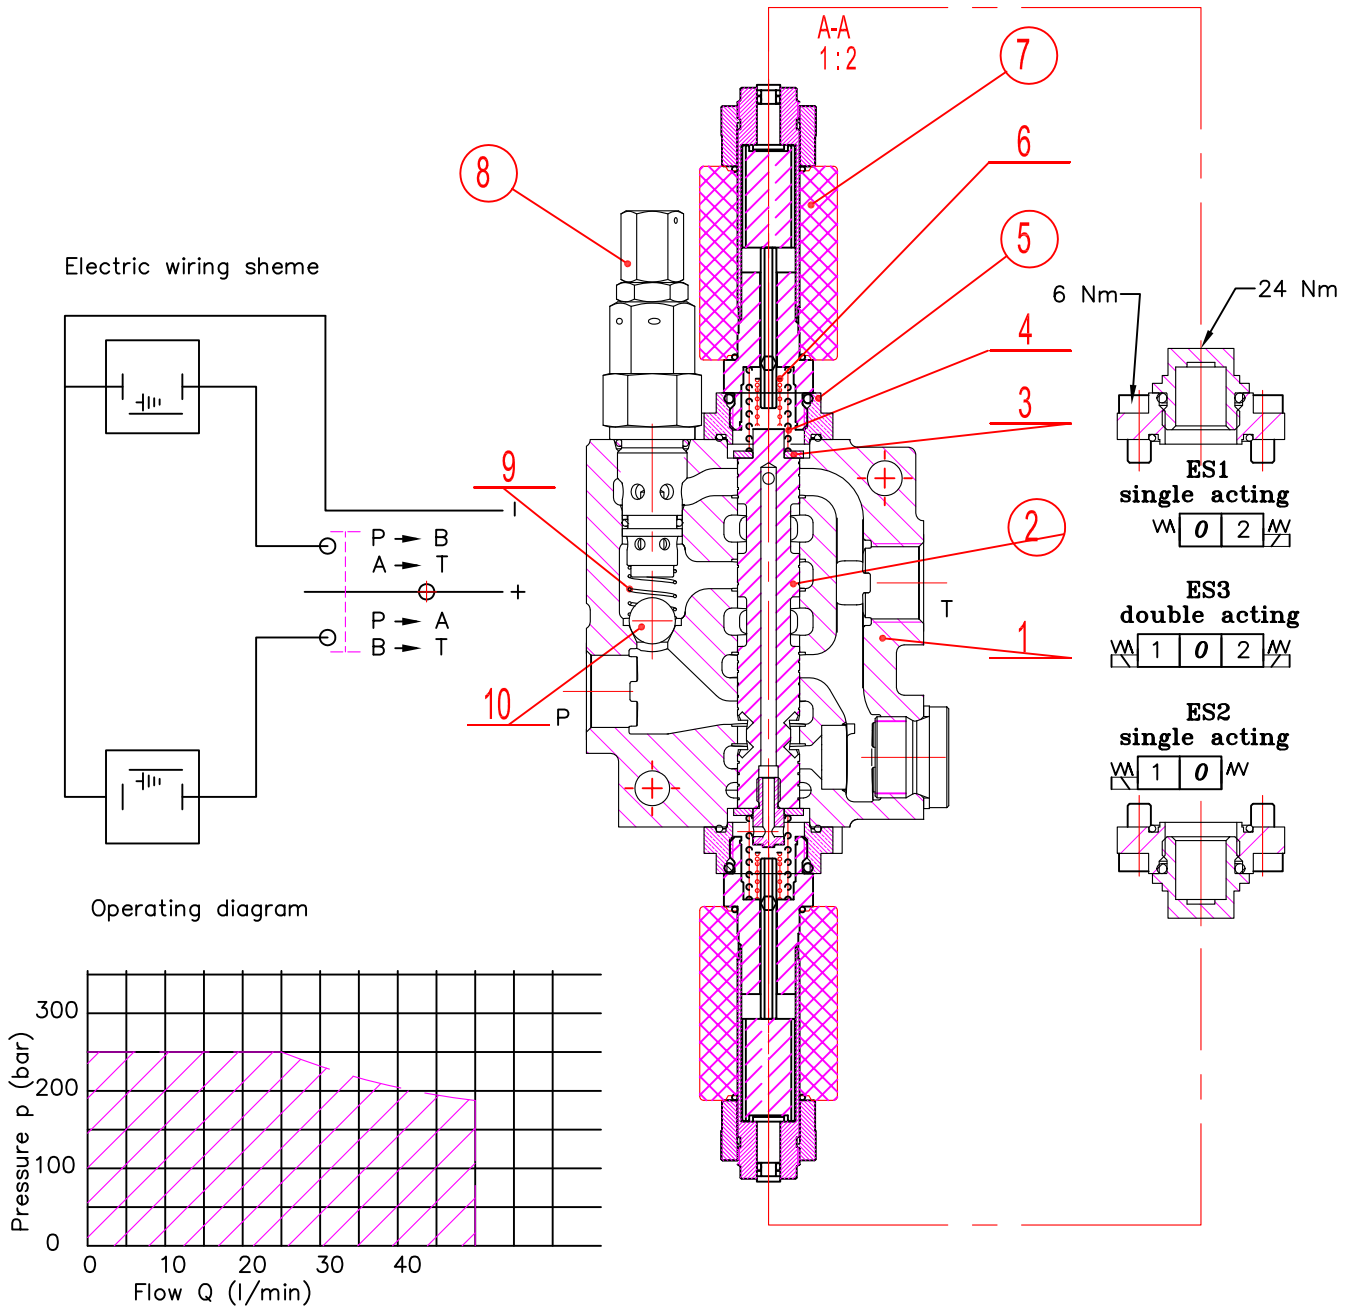 A-A
1:2
7
6
8
5
Electric wiring sheme
6 Nm
24 Nm
4
3
9
ES1
single acting
0 2
2
I
P → B
A → T
+
P → A
B → T
T
ES3
double acting
1 0 2
1
10
P
ES2
single acting
1 0
Operating diagram
Pressure p (bar)
300
200
100
0
0 10 20 30 40
Flow Q (l/min)